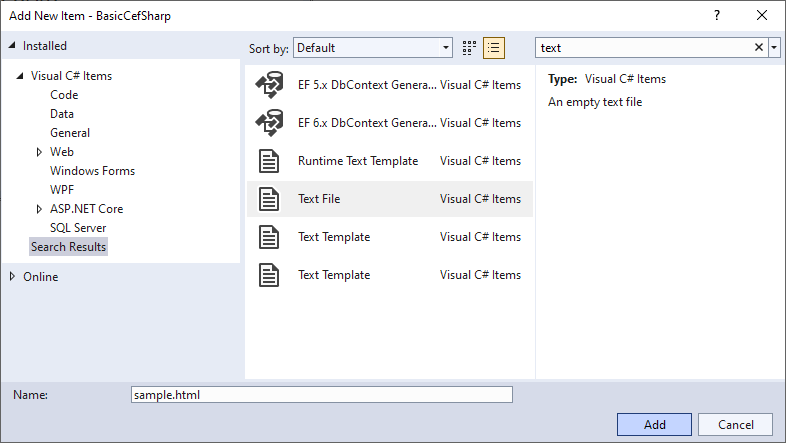 Add New Item - BasicCefSharp
Installed
Sort by: Default
text
Visual C# Items
Code
Data
General
Web
Windows Forms
WPF
ASP.NET Core
SQL Server
Search Results
Online
EF 5.x DbContext Genera... Visual C# Items
EF 6.x DbContext Genera... Visual C# Items
Runtime Text Template Visual C# Items
Text File Visual C# Items
Text Template Visual C# Items
Text Template Visual C# Items
Type: Visual C# Items
An empty text file
Name: sample.html
Add Cancel